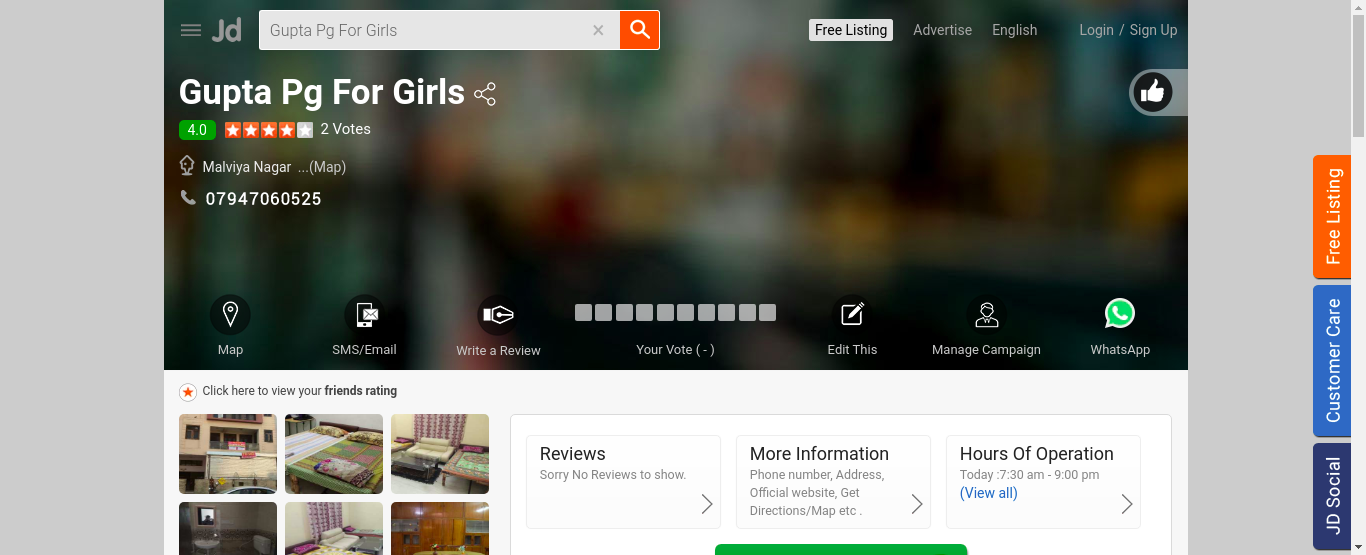 Jd
Gupta Pg For Girls
Free Listing
Advertise
English
Login / Sign Up
Gupta Pg For Girls
4.0
2 Votes
Malviya Nagar ...(Map)
07947060525
Map
SMS/Email
Write a Review
Your Vote ( - )
Edit This
Manage Campaign
WhatsApp
Click here to view your friends rating
Reviews
Sorry No Reviews to show.
More Information
Phone number, Address,
Official website, Get
Directions/Map etc .
Hours Of Operation
Today :7:30 am - 9:00 pm
(View all)
Free Listing
Customer Care
JD Social